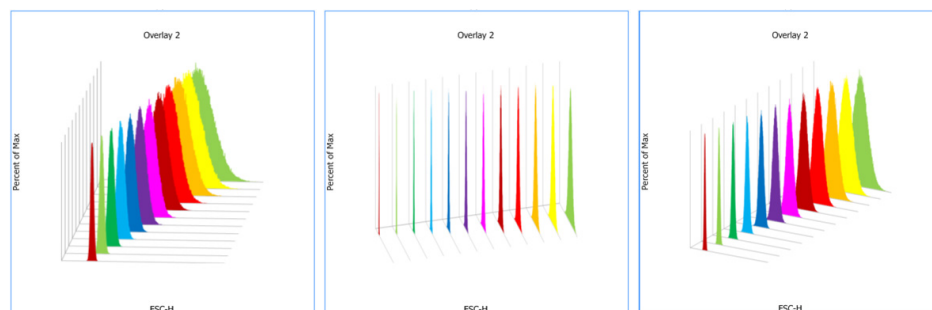 Overlay 2
Percent of Max
FSC-H
Overlay 2
Percent of Max
FSC-H
Overlay 2
Percent of Max
FSC-H